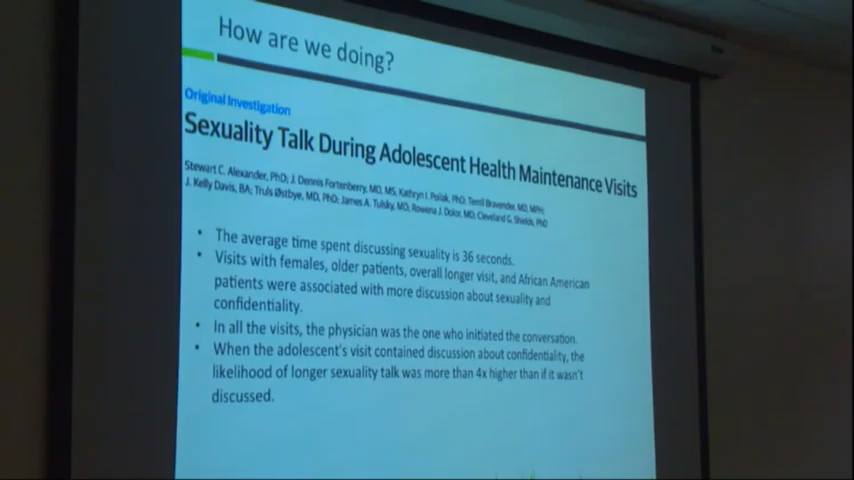 How are we doing?
Original Investigation
Sexuality Talk During Adolescent Health Maintenance Visits
Stewart C. Alexander, PhD; J. Dennis Fortenberry, MD, MS; Kathryn I. Pollak, PhD; Terrill Bravender, MD, MPH;
J. Kelly Davis, BA; Truls Østbye, MD, PhD; James A. Tulsky, MD; Rowena J. Dolor, MD; Cleveland G. Shields, PhD
• The average time spent discussing sexuality is 36 seconds.
• Visits with females, older patients, overall longer visit, and African American
patients were associated with more discussion about sexuality and
confidentiality.
• In all the visits, the physician was the one who initiated the conversation.
• When the adolescent's visit contained discussion about confidentiality, the
likelihood of longer sexuality talk was more than 4x higher than if it wasn't
discussed.